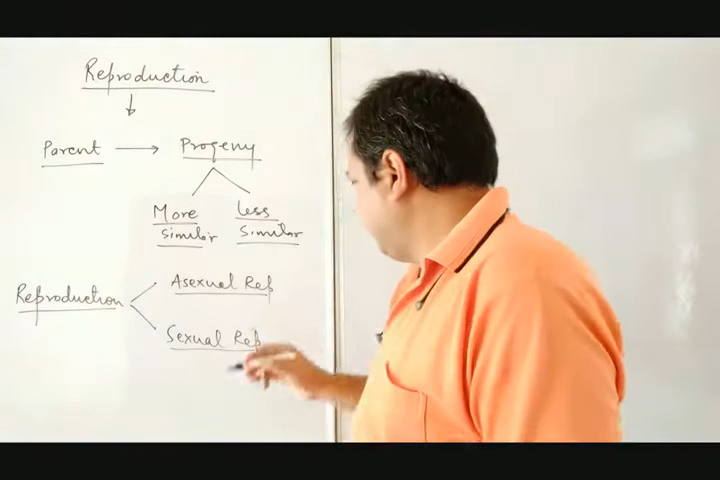 Reproduction
Parent → Progeny
More less
similar similar
Asexual Rep
Reproduction
Sexual Rep